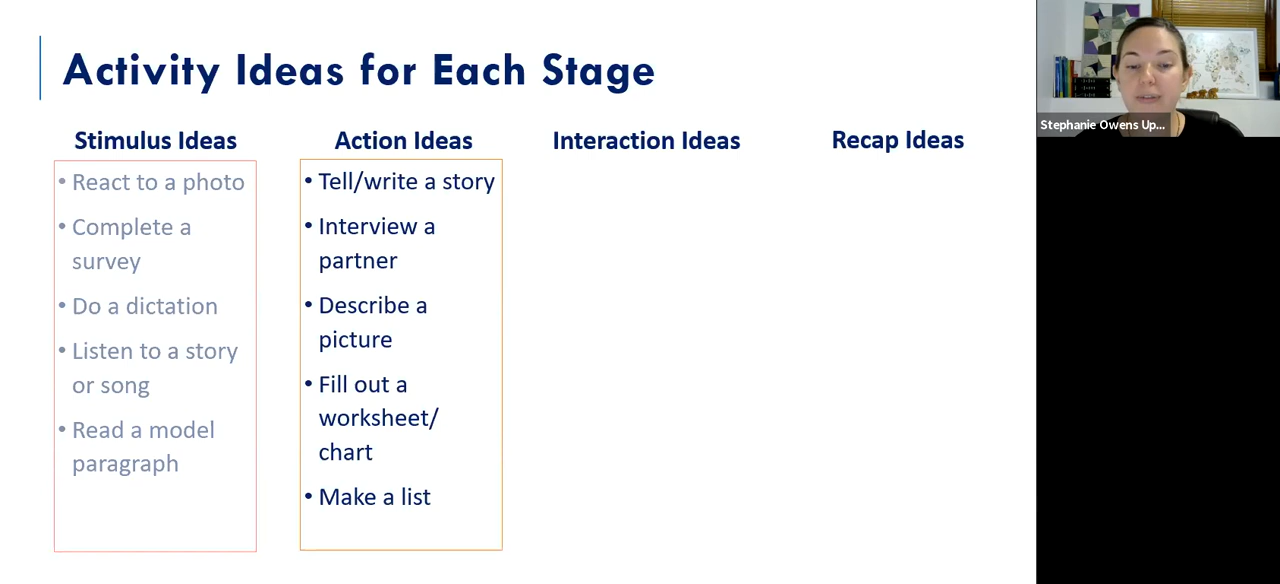 Activity Ideas for Each Stage
Stimulus Ideas
• React to a photo
• Complete a
survey
• Do a dictation
• Listen to a story
or song
• Read a model
paragraph
Action Ideas
• Tell/write a story
• Interview a
partner
• Describe a
picture
• Fill out a
worksheet/
chart
• Make a list
Interaction Ideas
Recap Ideas
Stephanie Owens Up...